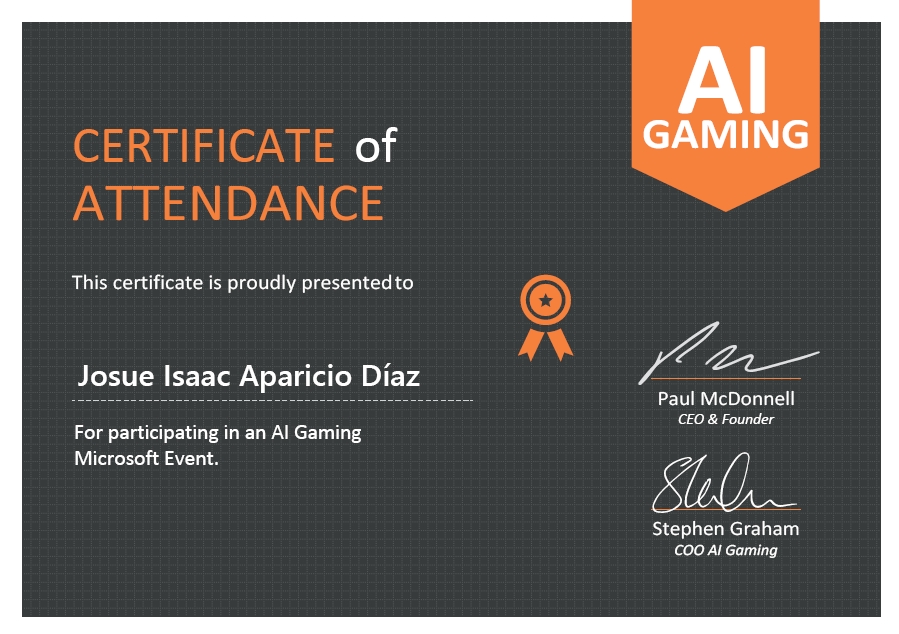 AI
GAMING
CERTIFICATE of
ATTENDANCE
This certificate is proudly presented to
Josue Isaac Aparicio Díaz
For participating in an AI Gaming
Microsoft Event.
Paul McDonnell
CEO & Founder
Stephen Graham
COO AI Gaming